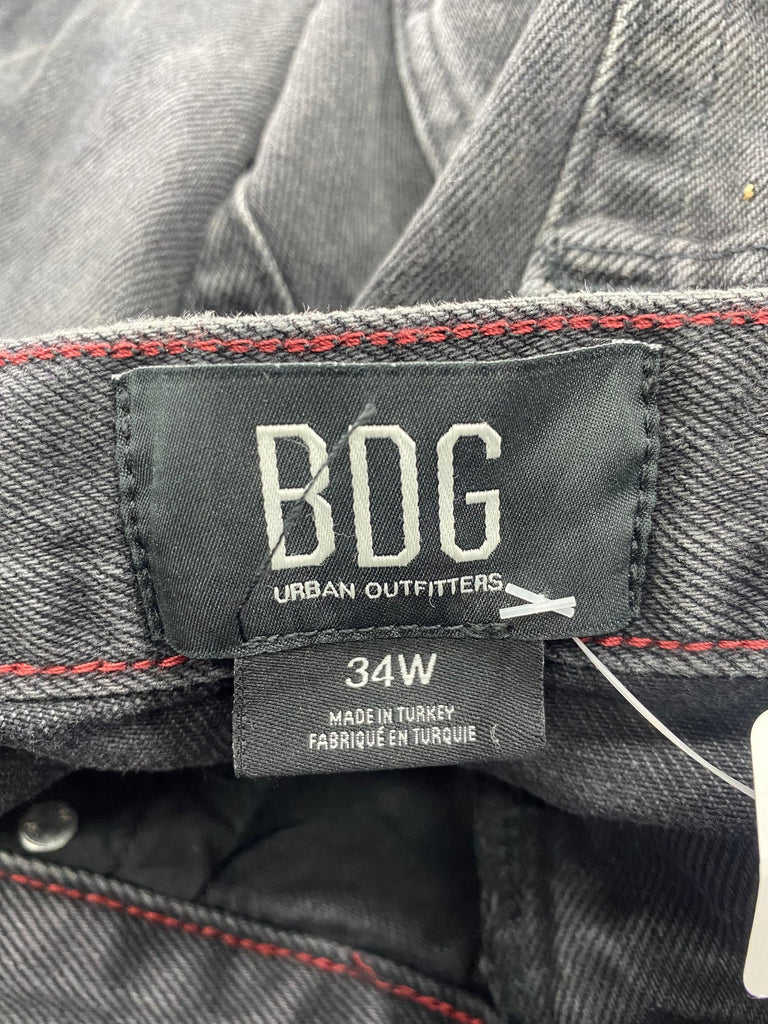 BDG
URBAN OUTFITTERS
34W
MADE IN TURKEY
FABRIQUÉ EN TURQUIE